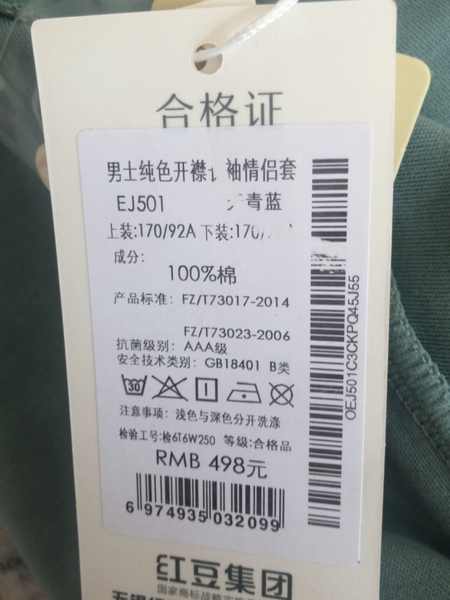 合格证
男士纯色开襟 袖情侣套
EJ501 青蓝
上装:170/92A 下装:170/
成分:
100%棉
产品标准: FZ/T73017-2014
FZ/T73023-2006
抗菌级别: AAA级
安全技术类别: GB18401 B类
30
注意事项: 浅色与深色分开洗涤
检验工号:检6T6W250 等级:合格品
RMB 498元
6 974935 032099
OEJ501C3CKPQ45J55
红豆集团